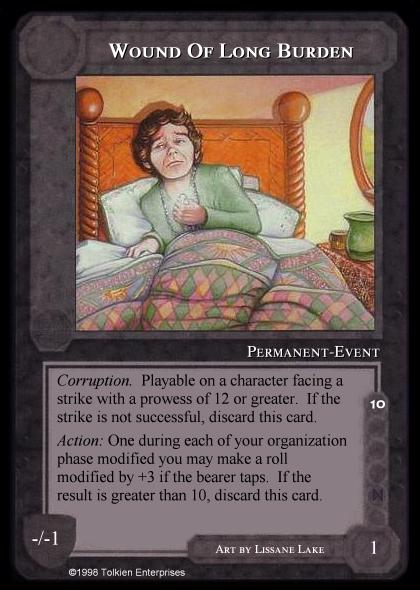 Wound Of Long Burden
Permanent-Event
Corruption. Playable on a character facing a
strike with a prowess of 12 or greater. If the
strike is not successful, discard this card.
10
Action: One during each of your organization
phase modified you may make a roll
modified by +3 if the bearer taps. If the
result is greater than 10, discard this card.
N
-/-1
Art by Lissane Lake
1
©1998 Tolkien Enterprises